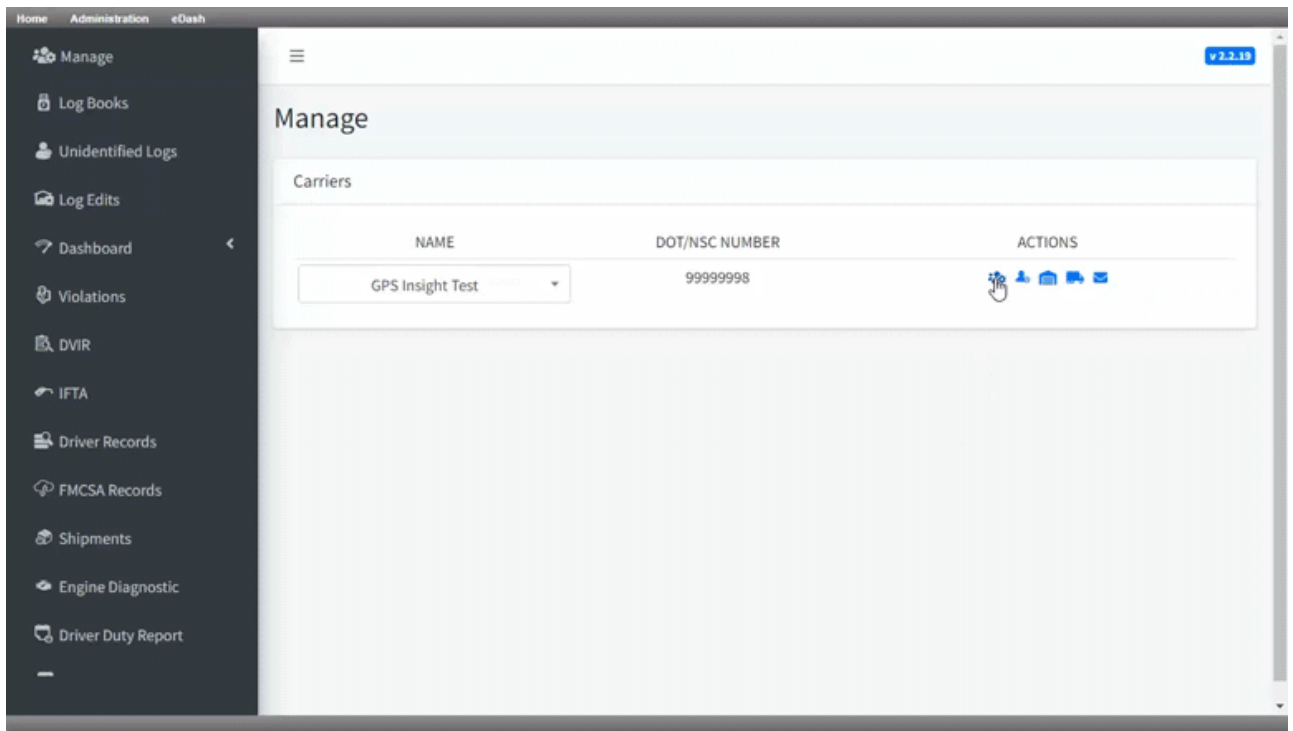 Home Administration eDash
Manage
Log Books
Unidentified Logs
Log Edits
Dashboard
Violations
DVIR
IFTA
Driver Records
FMCSA Records
Shipments
Engine Diagnostic
Driver Duty Report
v 2.2.19
Manage
Carriers
NAME DOT/NSC NUMBER ACTIONS
GPS Insight Test 99999998